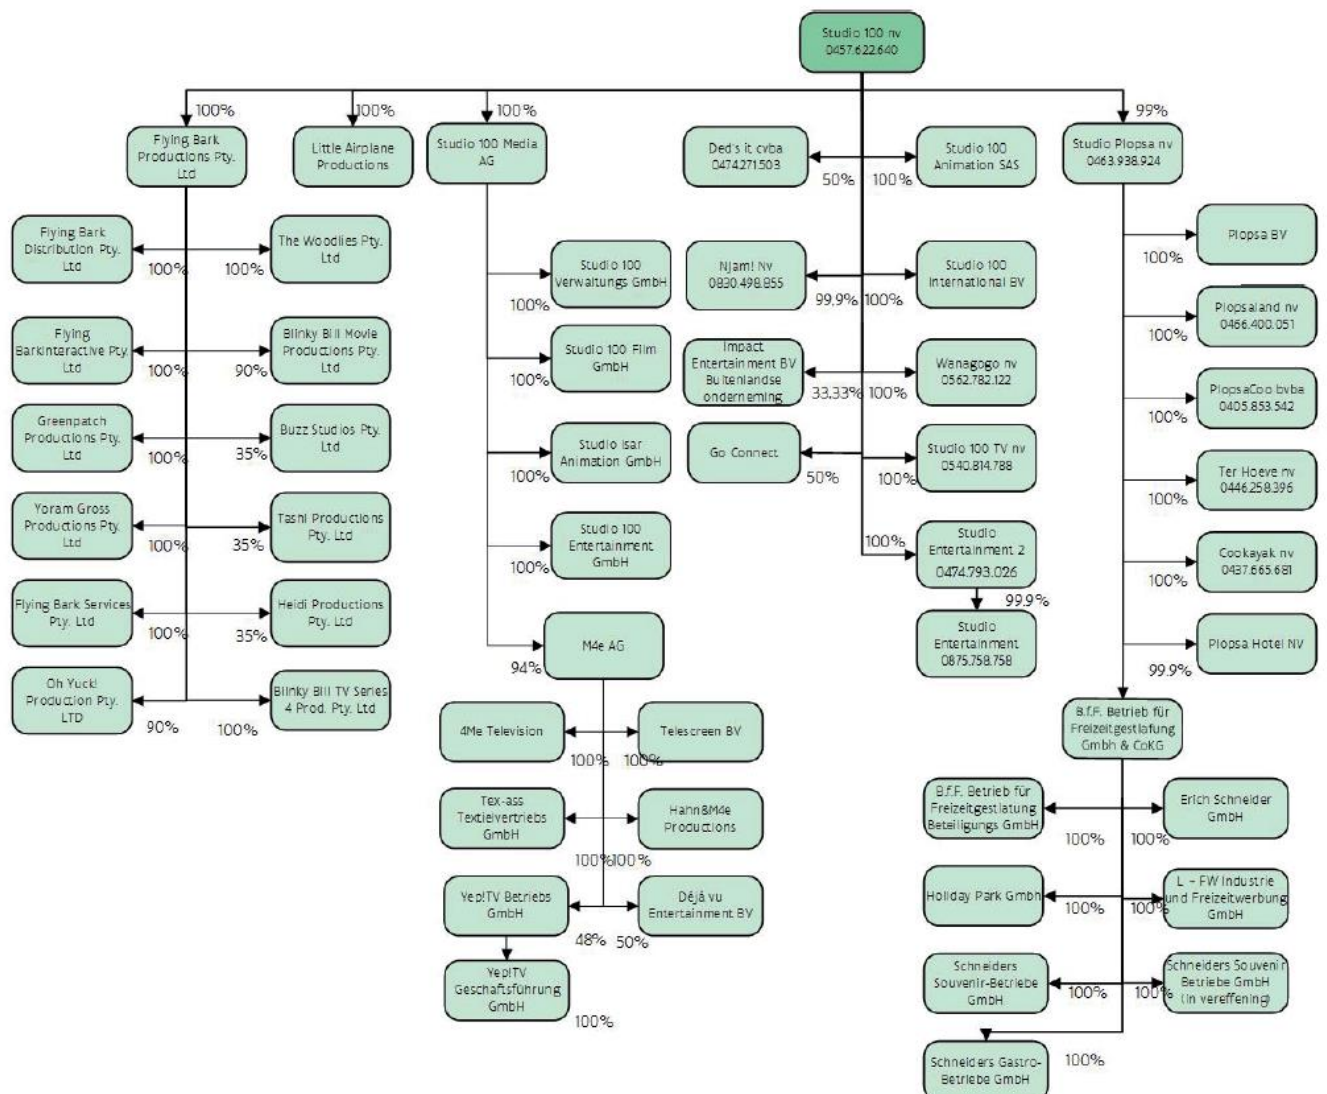 Studio 100 nv
0457.622.640
100%
100%
100%
99%
Flying Bark
Productions Pty.
Ltd
Little Airplane
Productions
Studio 100 Media
AG
Ded's it cvba
0474.271.503
50%
100%
Studio 100
Animation SAS
Studio Plopsa nv
0463.938.924
Flying Bark
Distribution Pty.
Ltd
100%
100%
The Woodlies Pty.
Ltd
Studio 100
Verwaltungs GmbH
100%
Njam! Nv
0830.498.855
99.9%
100%
Studio 100
International BV
Plopsa BV
100%
Flying
BarkInteractive Pty.
Ltd
100%
90%
Blinky Bill Movie
Productions Pty.
Ltd
Studio 100 Film
GmbH
100%
Impact
Entertainment BV
Buitenlandse
onderneming
33.33%
100%
Wanagogo nv
0562.782.122
Plopsaland nv
0466.400.051
100%
PlopsaCoo bvba
0405.853.542
100%
Greenpatch
Productions Pty.
Ltd
100%
35%
Buzz Studios Pty.
Ltd
Studio Isar
Animation GmbH
100%
Go Connect
50%
100%
Studio 100 TV nv
0540.814.788
Ter Hoeve nv
0446.258.396
100%
Yoram Gross
Productions Pty.
Ltd
100%
35%
Tashi Productions
Pty. Ltd
Studio 100
Entertainment
GmbH
100%
100%
Studio
Entertainment 2
0474.793.026
99.9%
Studio
Entertainment
0875.758.758
Cookayak nv
0437.665.681
100%
Flying Bark Services
Pty. Ltd
100%
35%
Heidi Productions
Pty. Ltd
M4e AG
94%
Plopsa Hotel NV
99.9%
Oh Yuck!
Production Pty.
LTD
90%
100%
Blinky Bill TV Series
4 Prod. Pty. Ltd
4Me Television
100%
100%
Telescreen BV
B.f.F. Betrieb für
Freizeitgestlafung
Gmbh & CoKG
Tex-ass
Textielvertriebs
GmbH
100%
100%
Hahn&M4e
Productions
B.f.F. Betrieb für
Freizeitgestlatung
Beteiligungs GmbH
100%
100%
Erich Schneider
GmbH
Yep!TV Betriebs
GmbH
48%
50%
Déjá vu
Entertainment BV
Holiday Park Gmbh
100%
100%
L - FW Industrie
und Freizeitwerbung
GmbH
Yep!TV
Geschaftsführung
GmbH
100%
Schneiders
Souvenir-Betriebe
GmbH
100%
100%
Schneiders Souvenir
Betriebe GmbH
(in vereffening)
Schneiders Gastro-
Betriebe GmbH
100%